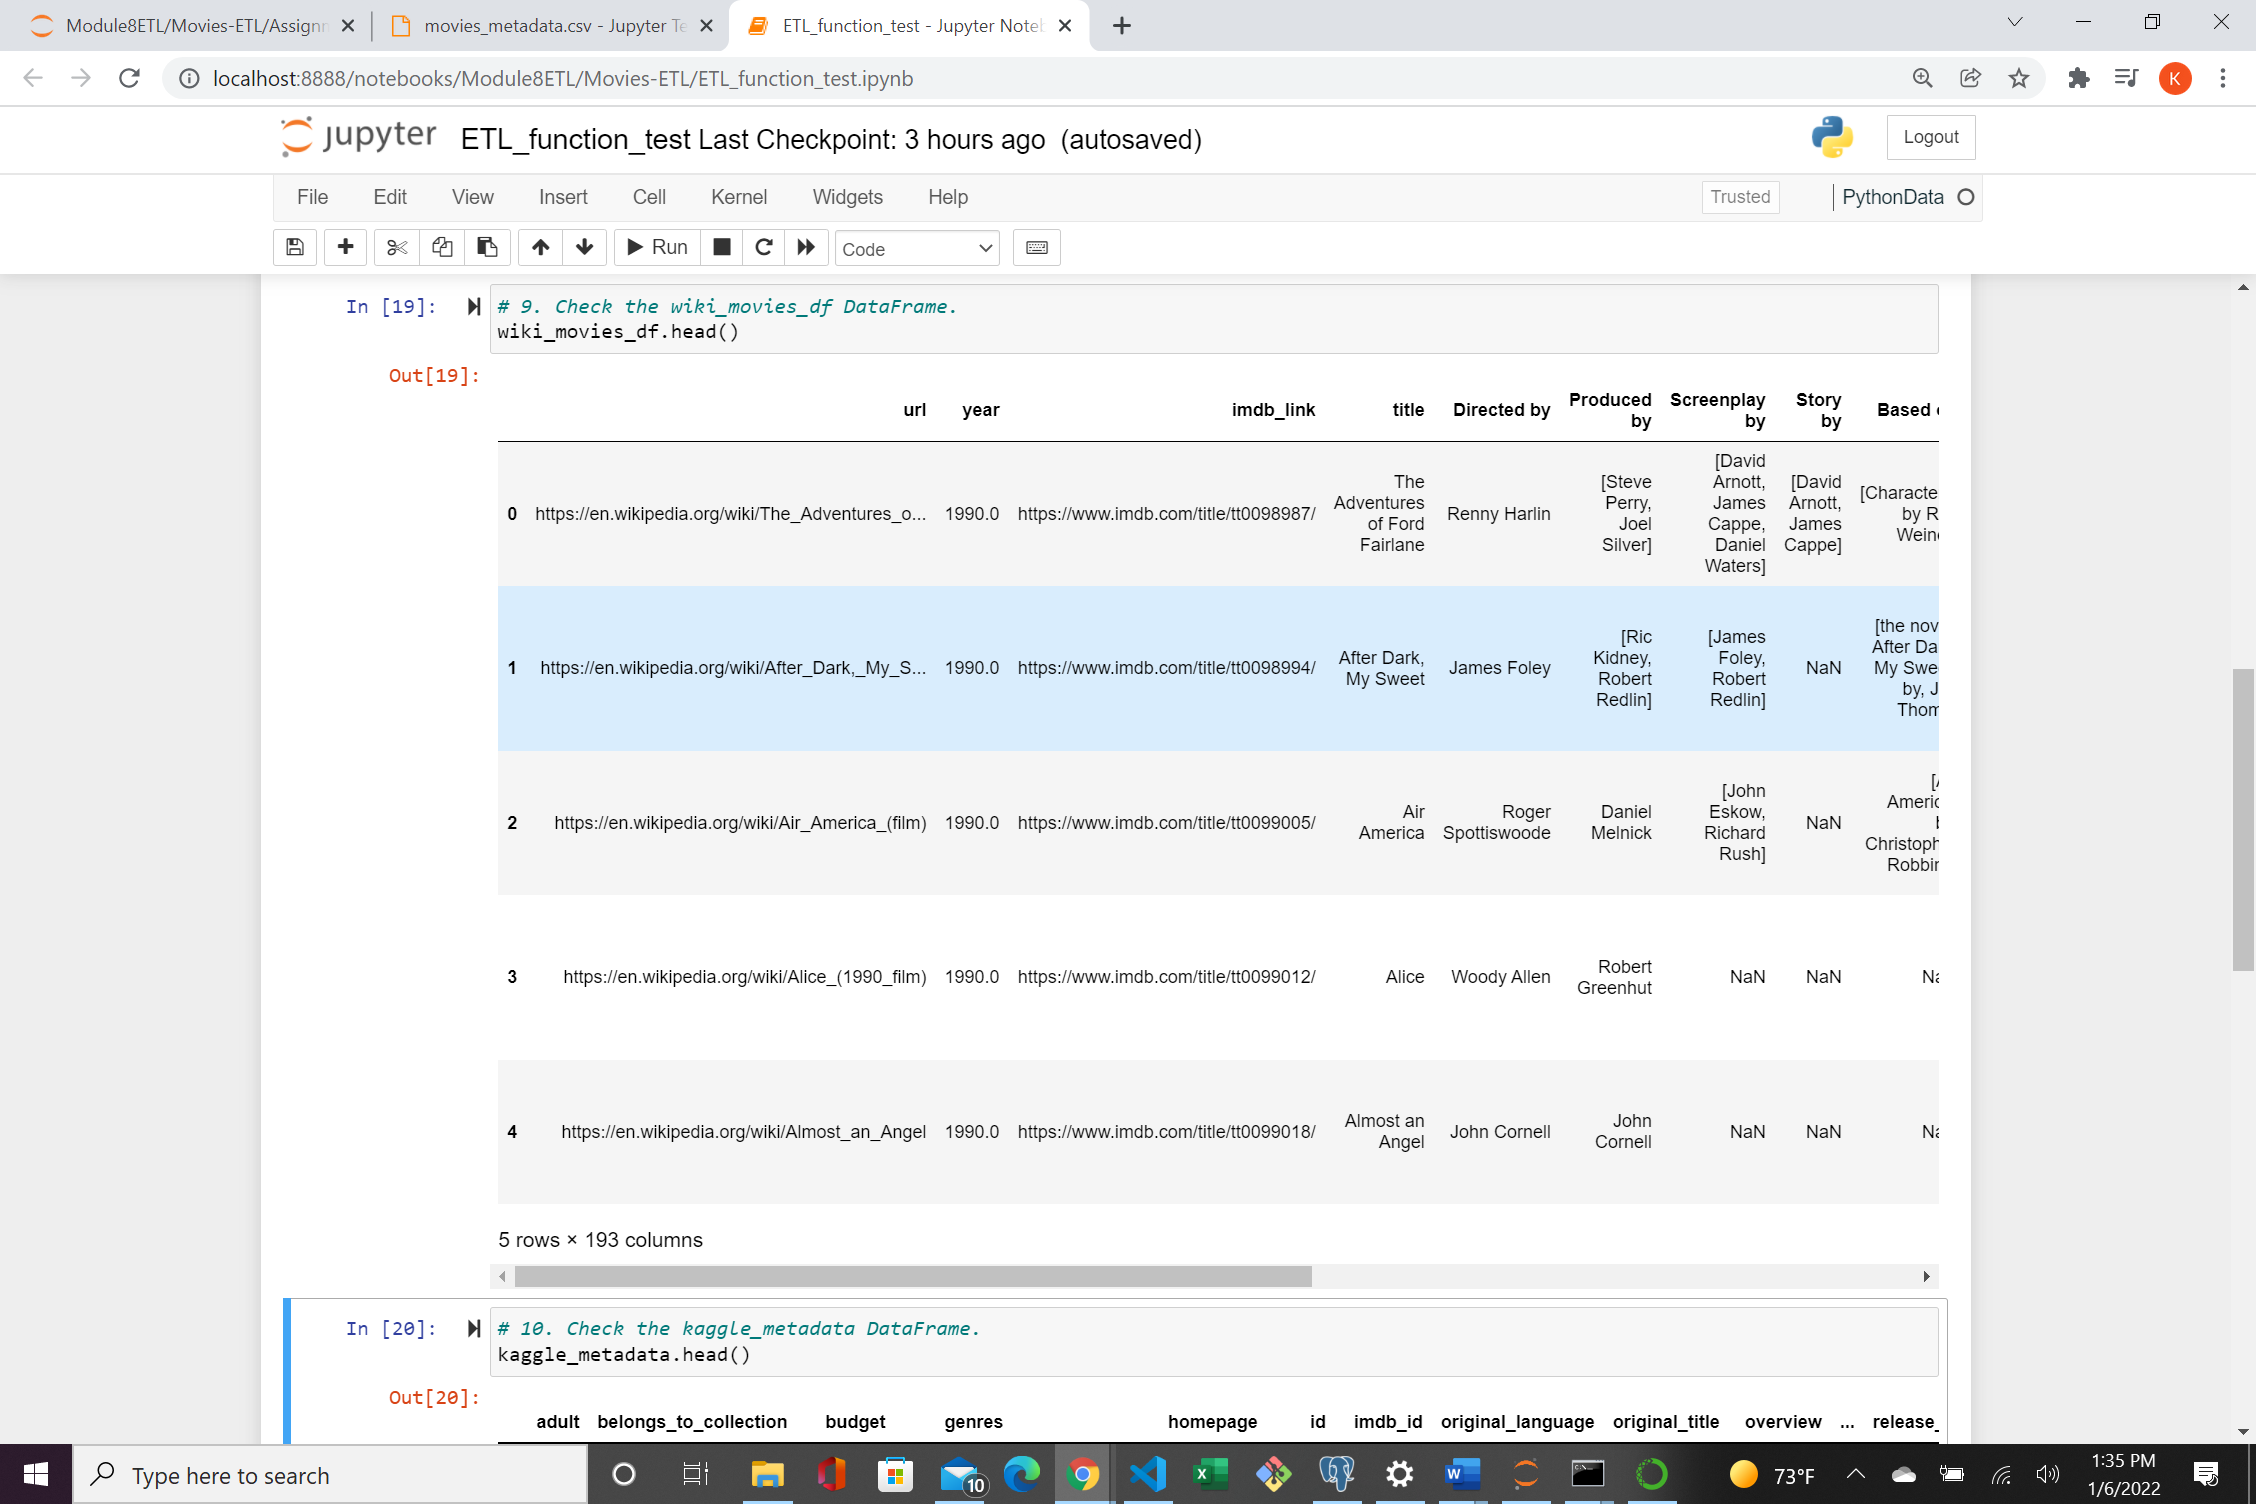 Module8ETL/Movies-ETL/Assignm
movies_metadata.csv - Jupyter Te
ETL_function_test - Jupyter Noteb
localhost:8888/notebooks/Module8ETL/Movies-ETL/ETL_function_test.ipynb
K
jupyter ETL_function_test Last Checkpoint: 3 hours ago (autosaved)
Logout
File Edit View Insert Cell Kernel Widgets Help
Trusted
PythonData
Run
Code
In [19]:
# 9. Check the wiki_movies_df DataFrame.
wiki_movies_df.head()
Out[19]:
url year imdb_link title Directed by Produced by Screenplay by Story by Based
0 https://en.wikipedia.org/wiki/The_Adventures_o... 1990.0 https://www.imdb.com/title/tt0098987/ The Adventures of Ford Fairlane Renny Harlin [Steve Perry, Joel Silver] [David Arnott, James Cappe, Daniel Waters] [David Arnott, James Cappe] [Characte by R Wein
1 https://en.wikipedia.org/wiki/After_Dark,_My_S... 1990.0 https://www.imdb.com/title/tt0098994/ After Dark, My Sweet James Foley [Ric Kidney, Robert Redlin] [James Foley, Robert Redlin] NaN [the nov After Da My Swe by, J Thom
2 https://en.wikipedia.org/wiki/Air_America_(film) 1990.0 https://www.imdb.com/title/tt0099005/ Air America Roger Spottiswoode Daniel Melnick [John Eskow, Richard Rush] NaN Americ Christoph Robbin
3 https://en.wikipedia.org/wiki/Alice_(1990_film) 1990.0 https://www.imdb.com/title/tt0099012/ Alice Woody Allen Robert Greenhut NaN NaN Na
4 https://en.wikipedia.org/wiki/Almost_an_Angel 1990.0 https://www.imdb.com/title/tt0099018/ Almost an Angel John Cornell John Cornell NaN NaN Na
5 rows × 193 columns
In [20]:
# 10. Check the kaggle_metadata DataFrame.
kaggle_metadata.head()
Out[20]:
adult belongs_to_collection budget genres homepage id imdb_id original_language original_title overview ... release_
Type here to search
10
73°F
1:35 PM
1/6/2022